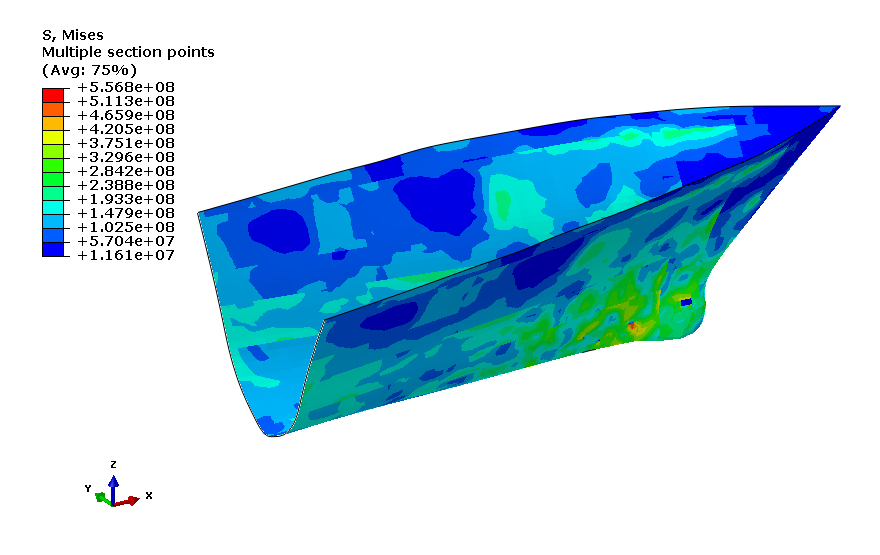 S, Mises
Multiple section points
(Avg: 75%)
+5.568e+08
+5.113e+08
+4.659e+08
+4.205e+08
+3.751e+08
+3.296e+08
+2.842e+08
+2.388e+08
+1.933e+08
+1.479e+08
+1.025e+08
+5.704e+07
+1.161e+07
Z
Y
X